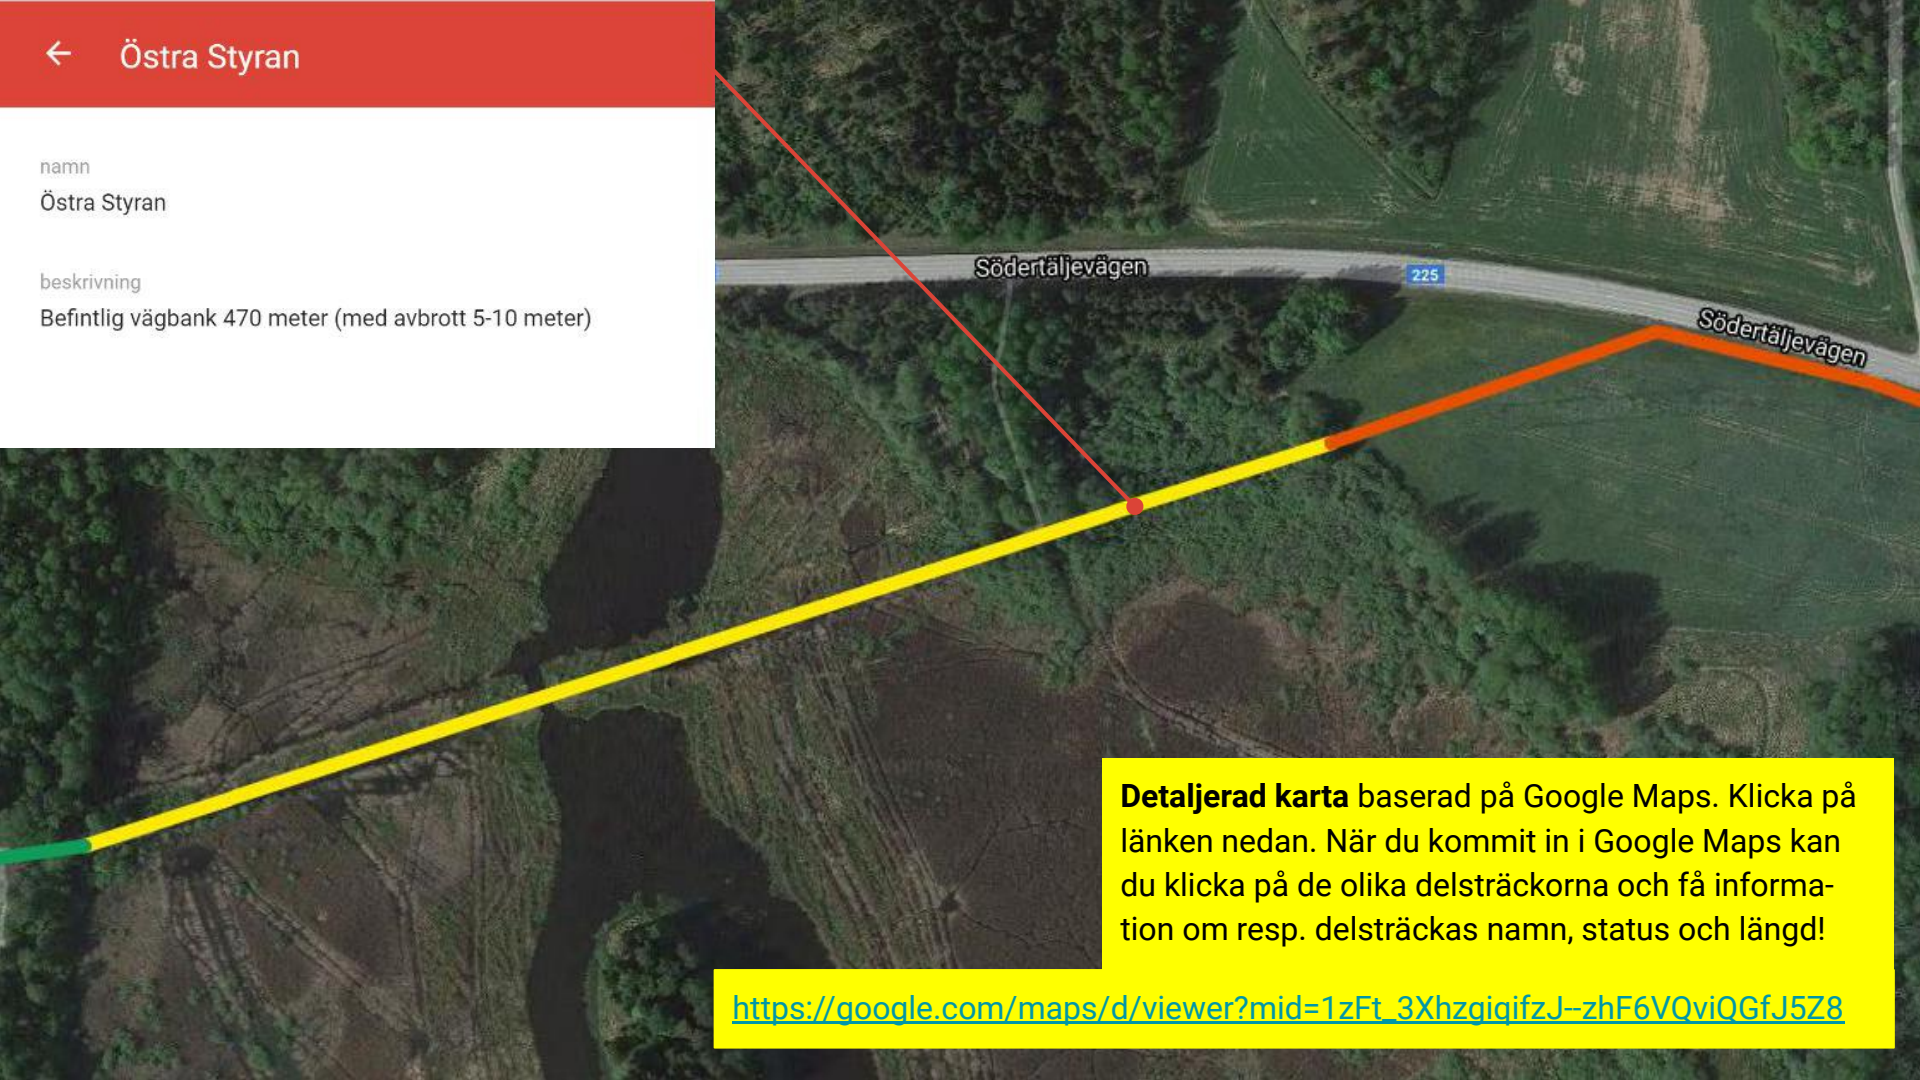 Östra Styran
namn
Östra Styran
beskrivning
Befintlig vägbank 470 meter (med avbrott 5-10 meter)
Södertäljevägen
225
Södertäljevägen
Detaljerad karta baserad på Google Maps. Klicka på
länken nedan. När du kommit in i Google Maps kan
du klicka på de olika delsträckorna och få informa-
tion om resp. delsträckas namn, status och längd!
https://google.com/maps/d/viewer?mid=1zFt_3XhzgiqifzJ--zhF6VQviQGfJ5Z8